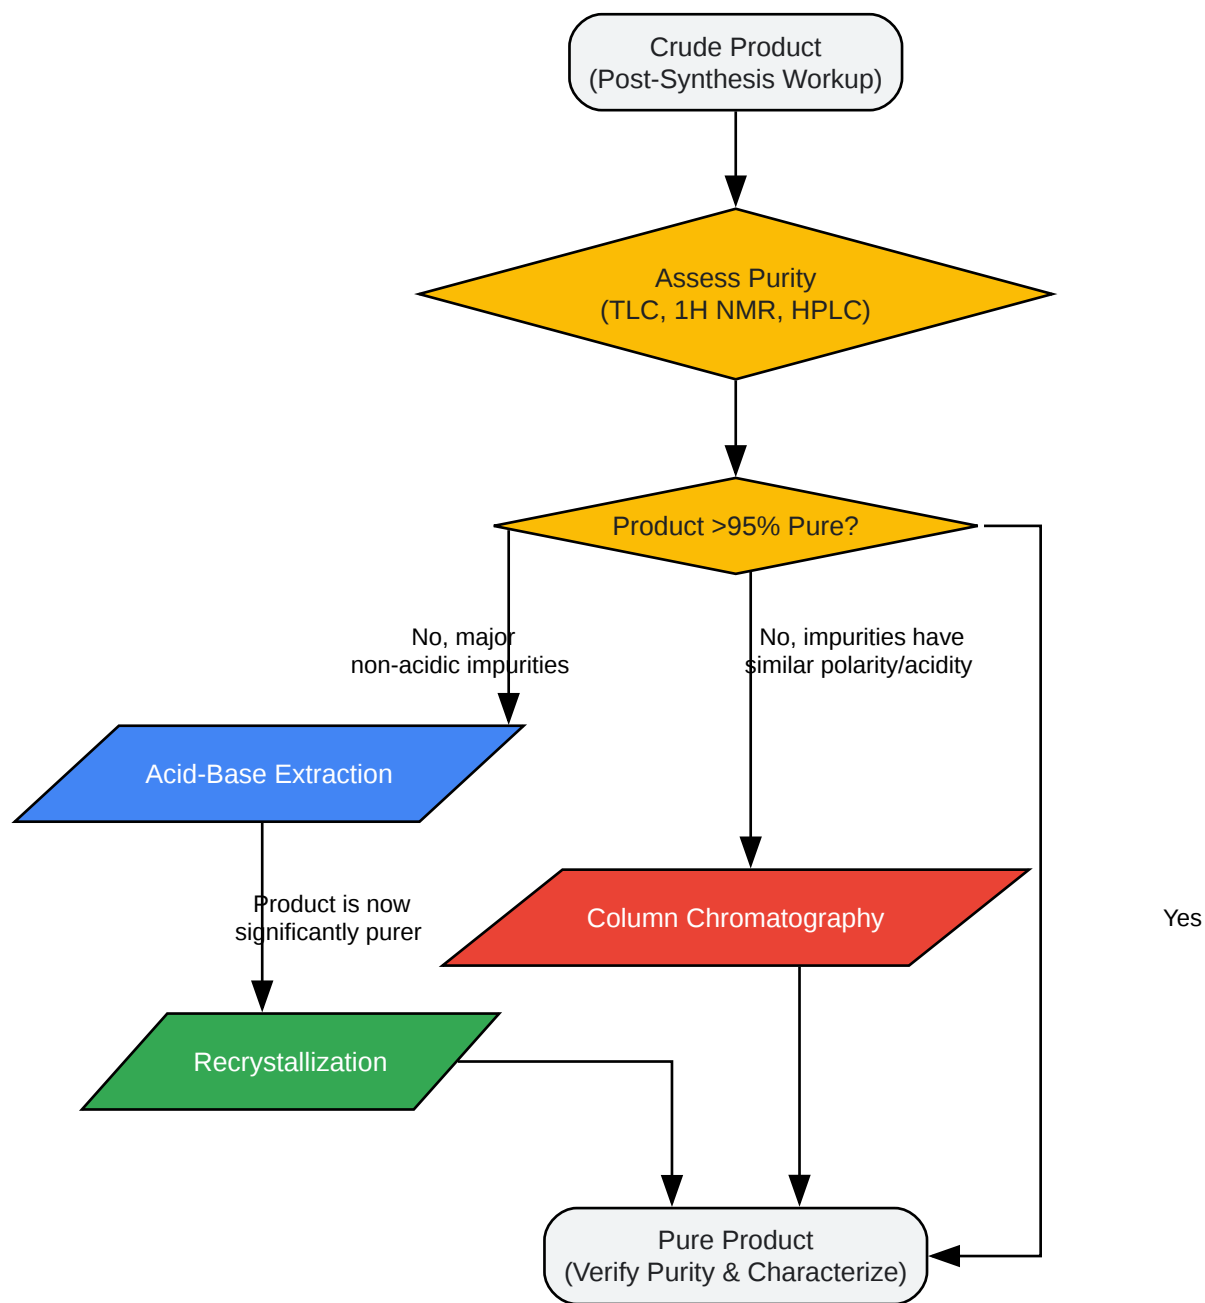 Crude Product
(Post-Synthesis Workup)
Assess Purity
(TLC, 1H NMR, HPLC)
Product >95% Pure?
No, major
non-acidic impurities
No, impurities have
similar polarity/acidity
Acid-Base Extraction
Product is now
significantly purer
Column Chromatography
Yes
Recrystallization
Pure Product
(Verify Purity & Characterize)